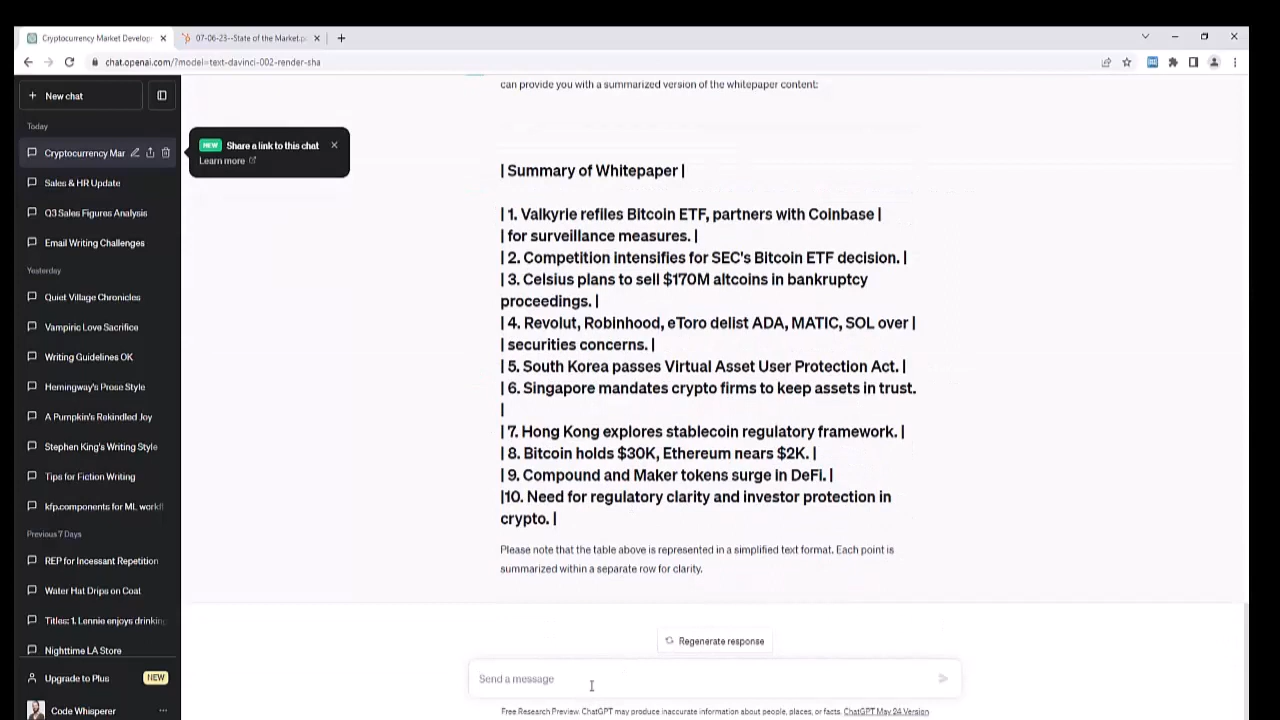 Cryptocurrency Market Develop
07-06-23--State of the Market.p
chat.openai.com/?model=text-davinci-002-render-sha
New chat
Today
Cryptocurrency Mar
Sales & HR Update
Q3 Sales Figures Analysis
Email Writing Challenges
Yesterday
Quiet Village Chronicles
Vampiric Love Sacrifice
Writing Guidelines OK
Hemingway's Prose Style
A Pumpkin's Rekindled Joy
Stephen King's Writing Style
Tips for Fiction Writing
kfp.components for ML workfl
Previous 7 Days
REP for Incessant Repetition
Water Hat Drips on Coat
Titles: 1. Lennie enjoys drinkin
Nighttime LA Store
Upgrade to Plus NEW
Code Whisperer
NEW Share a link to this chat
Learn more
can provide you with a summarized version of the whitepaper content:
| Summary of Whitepaper |
| 1. Valkyrie refiles Bitcoin ETF, partners with Coinbase |
| for surveillance measures. |
| 2. Competition intensifies for SEC's Bitcoin ETF decision. |
| 3. Celsius plans to sell $170M altcoins in bankruptcy
proceedings. |
| 4. Revolut, Robinhood, eToro delist ADA, MATIC, SOL over |
| securities concerns. |
| 5. South Korea passes Virtual Asset User Protection Act. |
| 6. Singapore mandates crypto firms to keep assets in trust.
|
| 7. Hong Kong explores stablecoin regulatory framework. |
| 8. Bitcoin holds $30K, Ethereum nears $2K. |
| 9. Compound and Maker tokens surge in DeFi. |
|10. Need for regulatory clarity and investor protection in
crypto. |
Please note that the table above is represented in a simplified text format. Each point is
summarized within a separate row for clarity.
Regenerate response
Send a message
Free Research Preview. ChatGPT may produce inaccurate information about people, places, or facts. ChatGPT May 24 Version